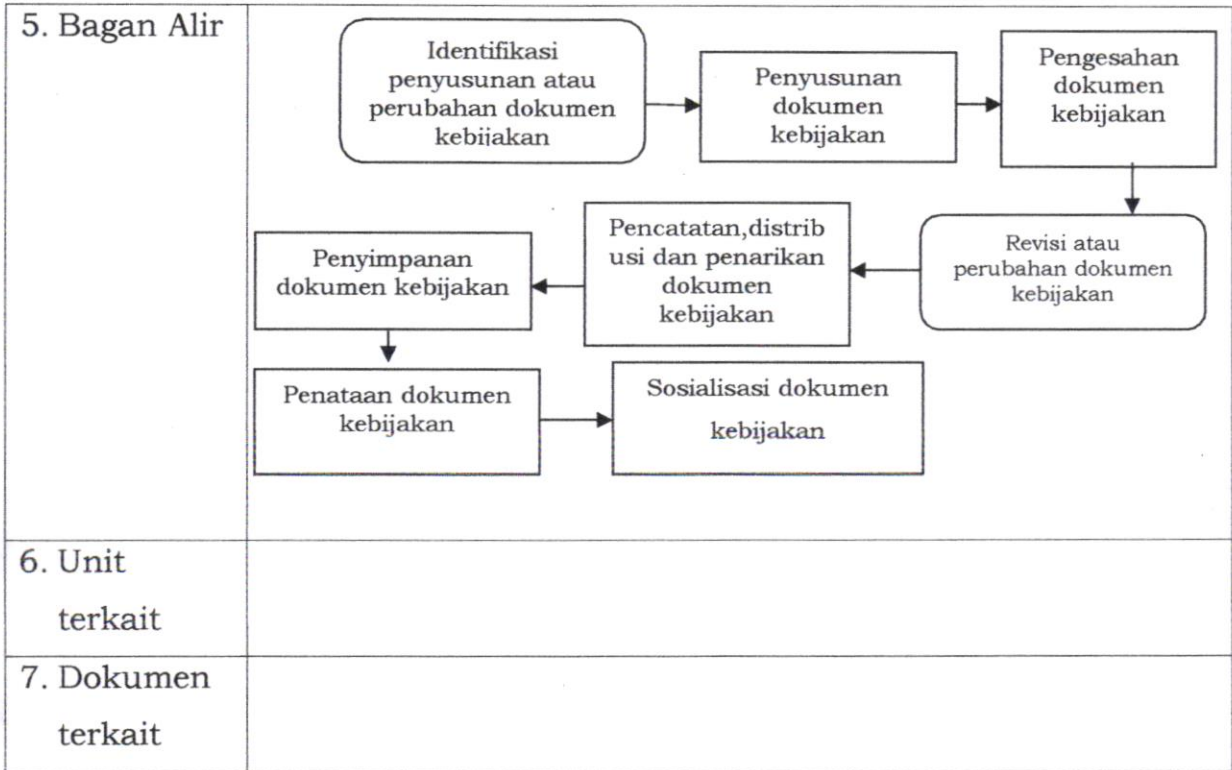 5. Bagan Alir
Identifikasi
penyusunan atau
perubahan dokumen
kebijakan
Penyusunan
dokumen
kebijakan
Pengesahan
dokumen
kebijakan
Revisi atau
perubahan dokumen
kebijakan
Pencatatan,distrib
usi dan penarikan
dokumen
kebijakan
Penyimpanan
dokumen kebijakan
Penataan dokumen
kebijakan
Sosialisasi dokumen
kebijakan
6. Unit
terkait
7. Dokumen
terkait